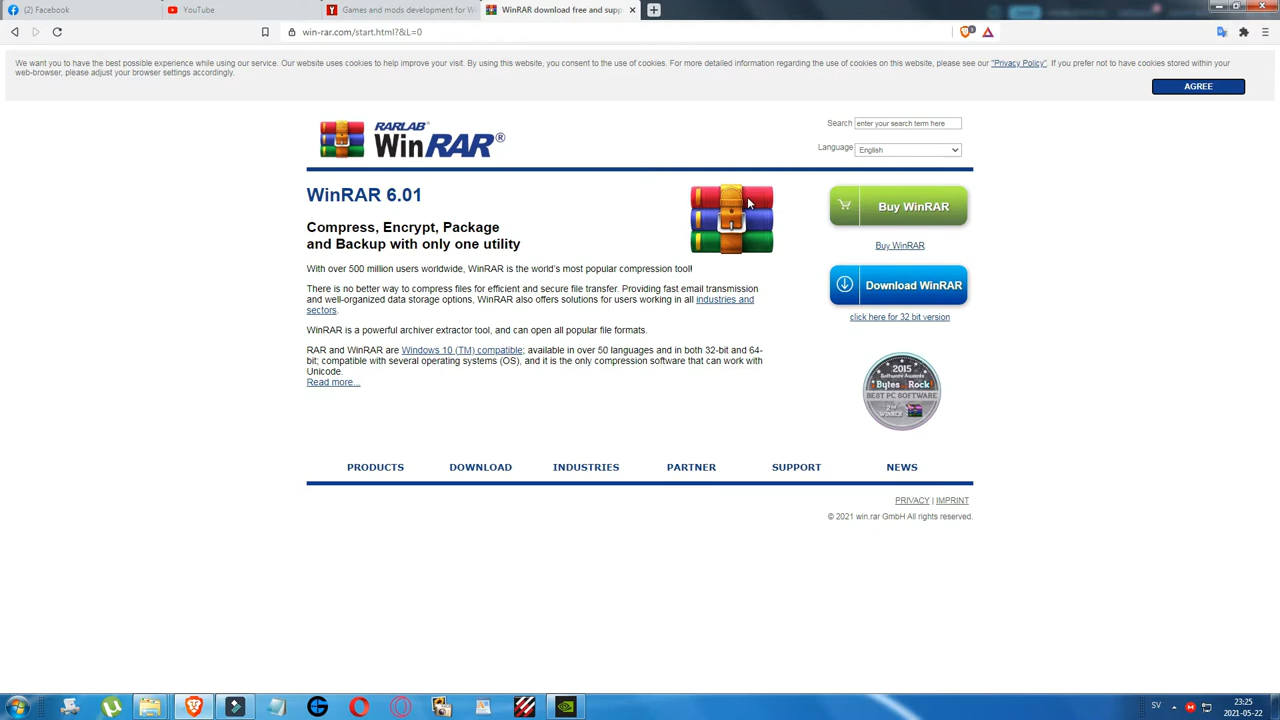 (2) Facebook
YouTube
Games and mods development for Wi
WinRAR download free and supp
win-rar.com/start.html?&L=0
We want you to have the best possible experience while using our service. Our website uses cookies to help improve your visit. By using this website, you consent to the use of cookies. For more detailed information regarding the use of cookies on this website, please see our "Privacy Policy". If you prefer not to have cookies stored within your
web-browser, please adjust your browser settings accordingly.
AGREE
RARLAB®
WinRAR®
Search enter your search term here
Language English
WinRAR 6.01
Buy WinRAR
Compress, Encrypt, Package
and Backup with only one utility
Buy WinRAR
With over 500 million users worldwide, WinRAR is the world's most popular compression tool!
There is no better way to compress files for efficient and secure file transfer. Providing fast email transmission
and well-organized data storage options, WinRAR also offers solutions for users working in all industries and
sectors.
Download WinRAR
click here for 32 bit version
WinRAR is a powerful archiver extractor tool, and can open all popular file formats.
RAR and WinRAR are Windows 10 (TM) compatible; available in over 50 languages and in both 32-bit and 64-
bit; compatible with several operating systems (OS), and it is the only compression software that can work with
Unicode.
Read more...
2015
Software Awards
Bytes Rock
BEST PC SOFTWARE
PRODUCTS DOWNLOAD INDUSTRIES PARTNER SUPPORT NEWS
PRIVACY | IMPRINT
© 2021 win.rar GmbH All rights reserved.
SV
23:25
2021-05-22